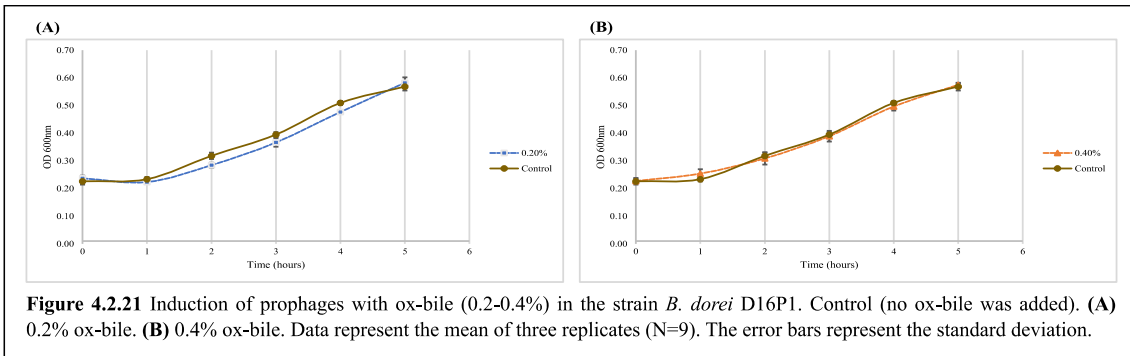 (A)
0.70
0.60
0.50
0.40
0.30
0.20
0.10
0.00
OD 600nm
0 1 2 3 4 5 6
Time (hours)
0.20%
Control
(B)
0.70
0.60
0.50
0.40
0.30
0.20
0.10
0.00
OD 600nm
0 1 2 3 4 5 6
Time (hours)
0.40%
Control
Figure 4.2.21 Induction of prophages with ox-bile (0.2-0.4%) in the strain B. dorei D16P1. Control (no ox-bile was added). (A)
0.2% ox-bile. (B) 0.4% ox-bile. Data represent the mean of three replicates (N=9). The error bars represent the standard deviation.